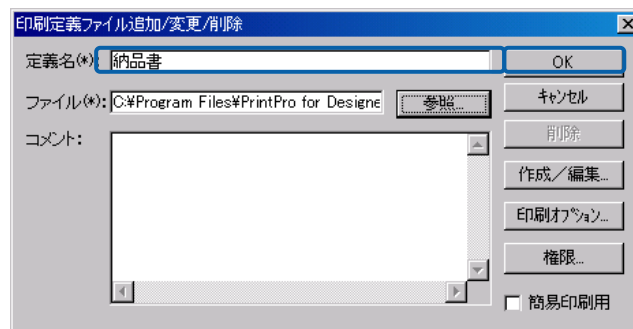 印刷定義ファイル追加/変更/削除
定義名(*): 納品書
OK
ファイル(*): C:¥Program Files¥PrintPro for Designe
参照...
キャンセル
コメント:
削除
作成／編集...
印刷オプション...
権限...
簡易印刷用